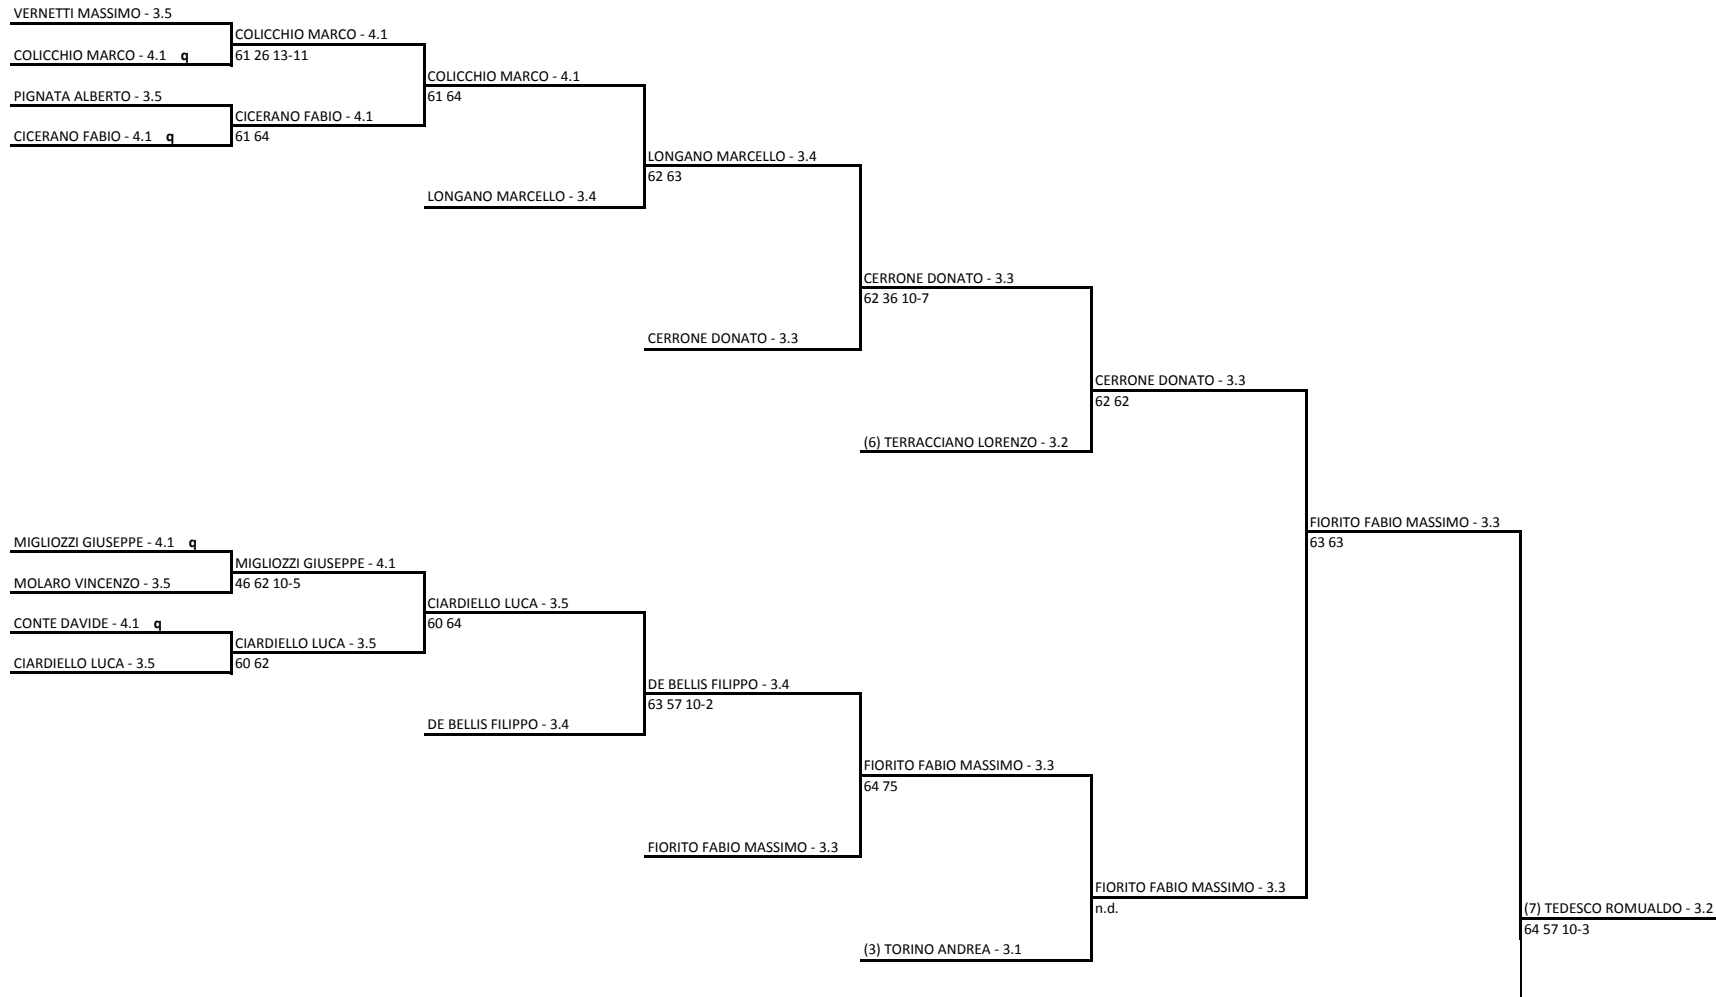 VERNETTI MASSIMO - 3.5
COLICCHIO MARCO - 4.1
COLICCHIO MARCO - 4.1 q
61 26 13-11
COLICCHIO MARCO - 4.1
61 64
PIGNATA ALBERTO - 3.5
CICERANO FABIO - 4.1
CICERANO FABIO - 4.1 q
61 64
LONGANO MARCELLO - 3.4
62 63
LONGANO MARCELLO - 3.4
CERRONE DONATO - 3.3
62 36 10-7
CERRONE DONATO - 3.3
CERRONE DONATO - 3.3
62 62
(6) TERRACCIANO LORENZO - 3.2
FIORITO FABIO MASSIMO - 3.3
63 63
MIGLIOZZI GIUSEPPE - 4.1 q
MIGLIOZZI GIUSEPPE - 4.1
MOLARO VINCENZO - 3.5
46 62 10-5
CIARDIELLO LUCA - 3.5
60 64
CONTE DAVIDE - 4.1 q
CIARDIELLO LUCA - 3.5
CIARDIELLO LUCA - 3.5
60 62
DE BELLIS FILIPPO - 3.4
63 57 10-2
DE BELLIS FILIPPO - 3.4
FIORITO FABIO MASSIMO - 3.3
64 75
FIORITO FABIO MASSIMO - 3.3
FIORITO FABIO MASSIMO - 3.3
n.d.
(7) TEDESCO ROMUALDO - 3.2
64 57 10-3
(3) TORINO ANDREA - 3.1